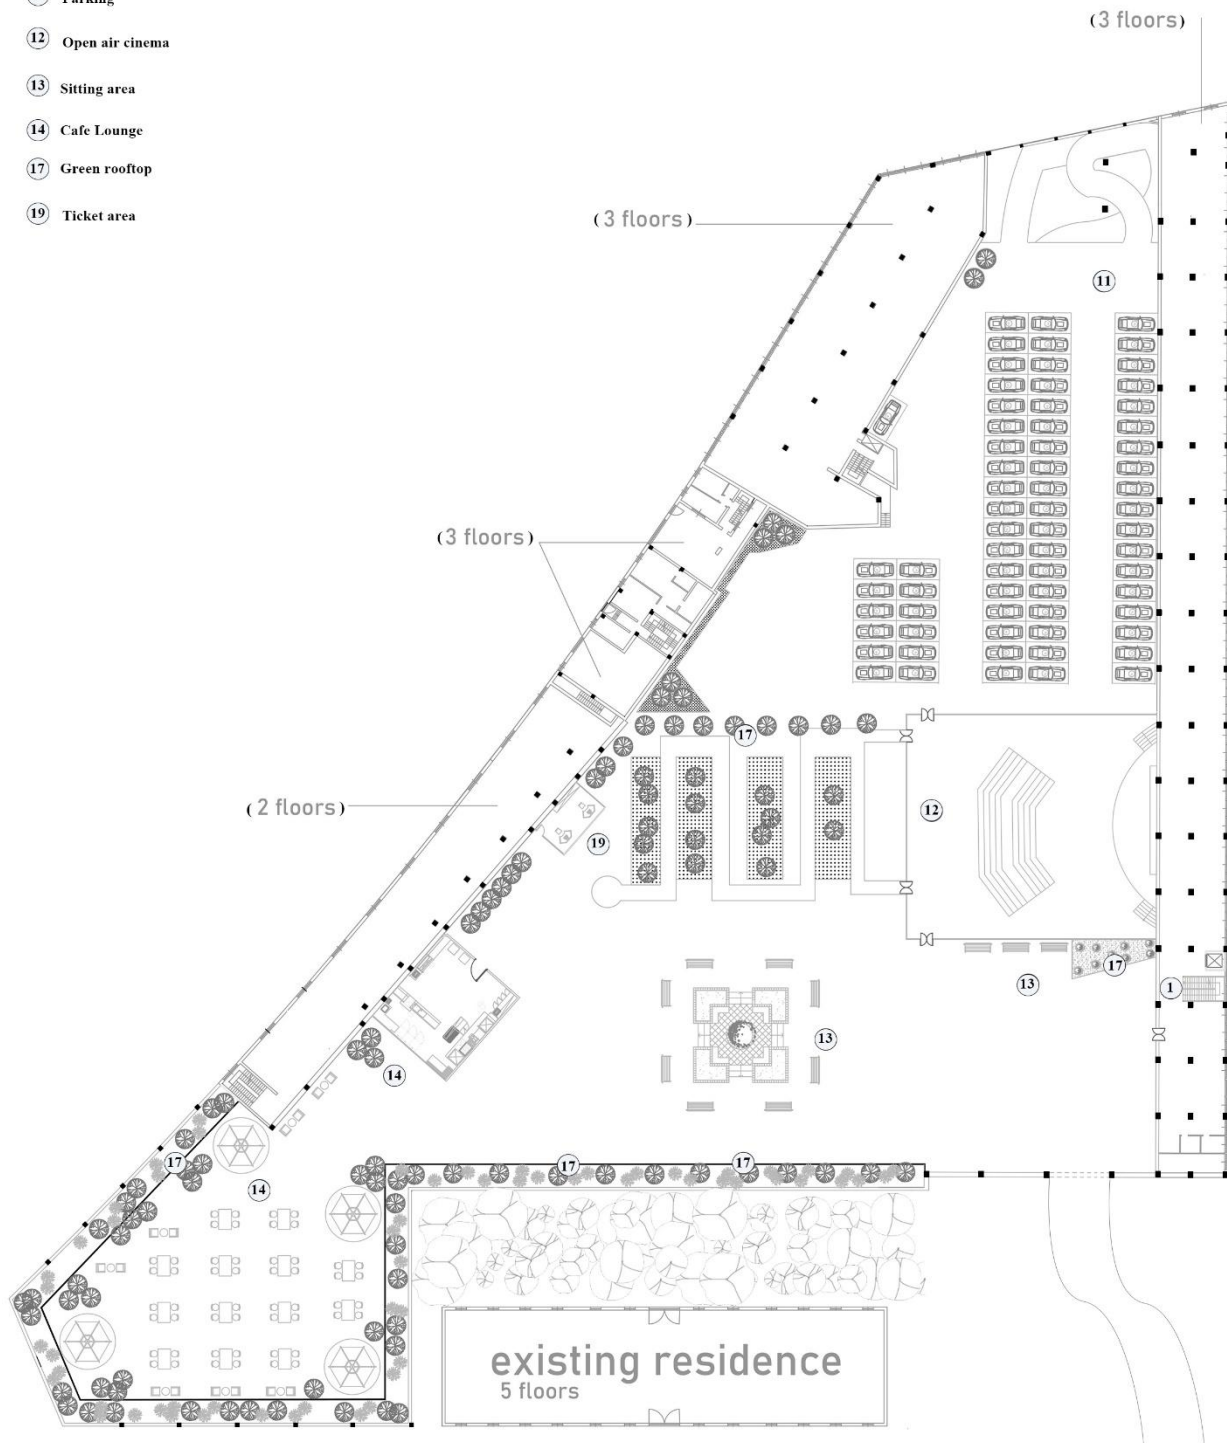 Parking
12 Open air cinema
13 Sitting area
14 Cafe Lounge
17 Green rooftop
19 Ticket area
(3 floors)
(3 floors)
11
(3 floors)
17
(2 floors)
12
19
17
13
1
13
14
17
17
17
14
existing residence
5 floors